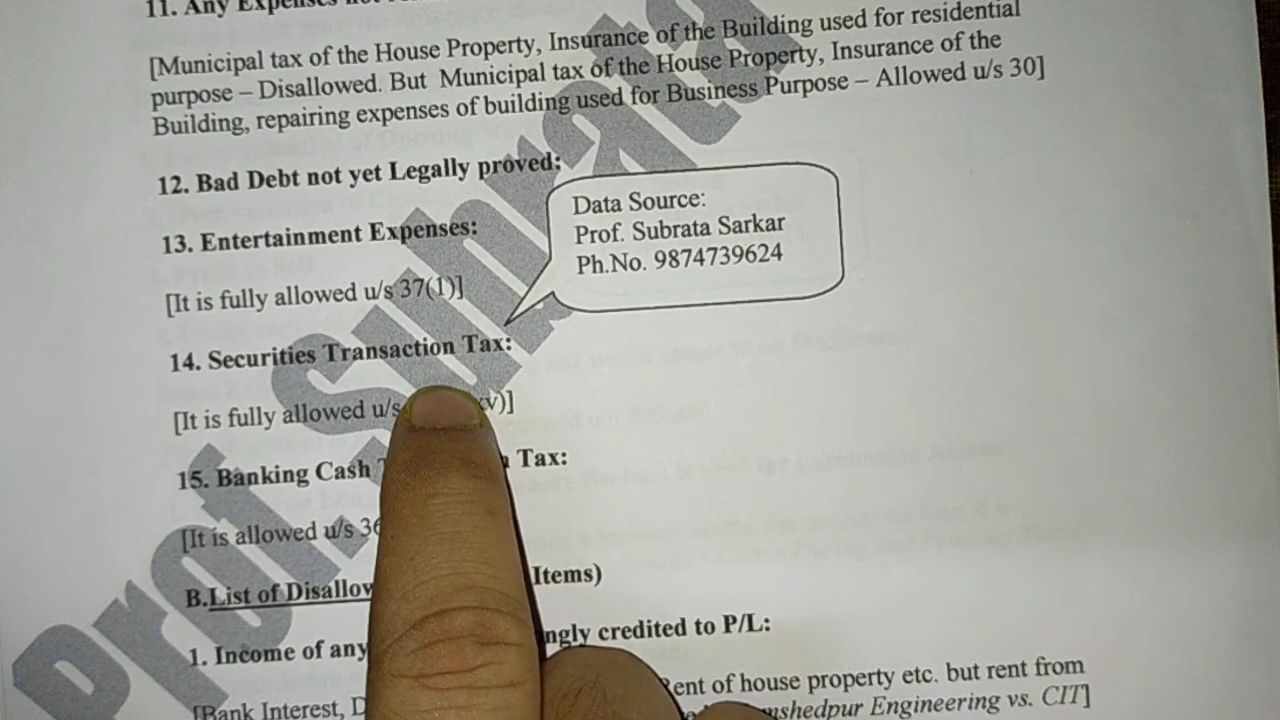 11. Any Expenses
[Municipal tax of the House Property, Insurance of the Building used for residential
purpose – Disallowed. But Municipal tax of the House Property, Insurance of the
Building, repairing expenses of building used for Business Purpose – Allowed u/s 30]
12. Bad Debt not yet Legally proved:
13. Entertainment Expenses:
[It is fully allowed u/s 37(1)]
Data Source:
Prof. Subrata Sarkar
Ph.No. 9874739624
14. Securities Transaction Tax:
[It is fully allowed u/s v)]
15. Banking Cash Tax:
[It is allowed u/s 36
B.List of Disallow Items)
1. Income of any ngly credited to P/L:
[Bank Interest, D ent of house property etc. but rent from
mshedpur Engineering vs. CIT]
Prof. Subrata